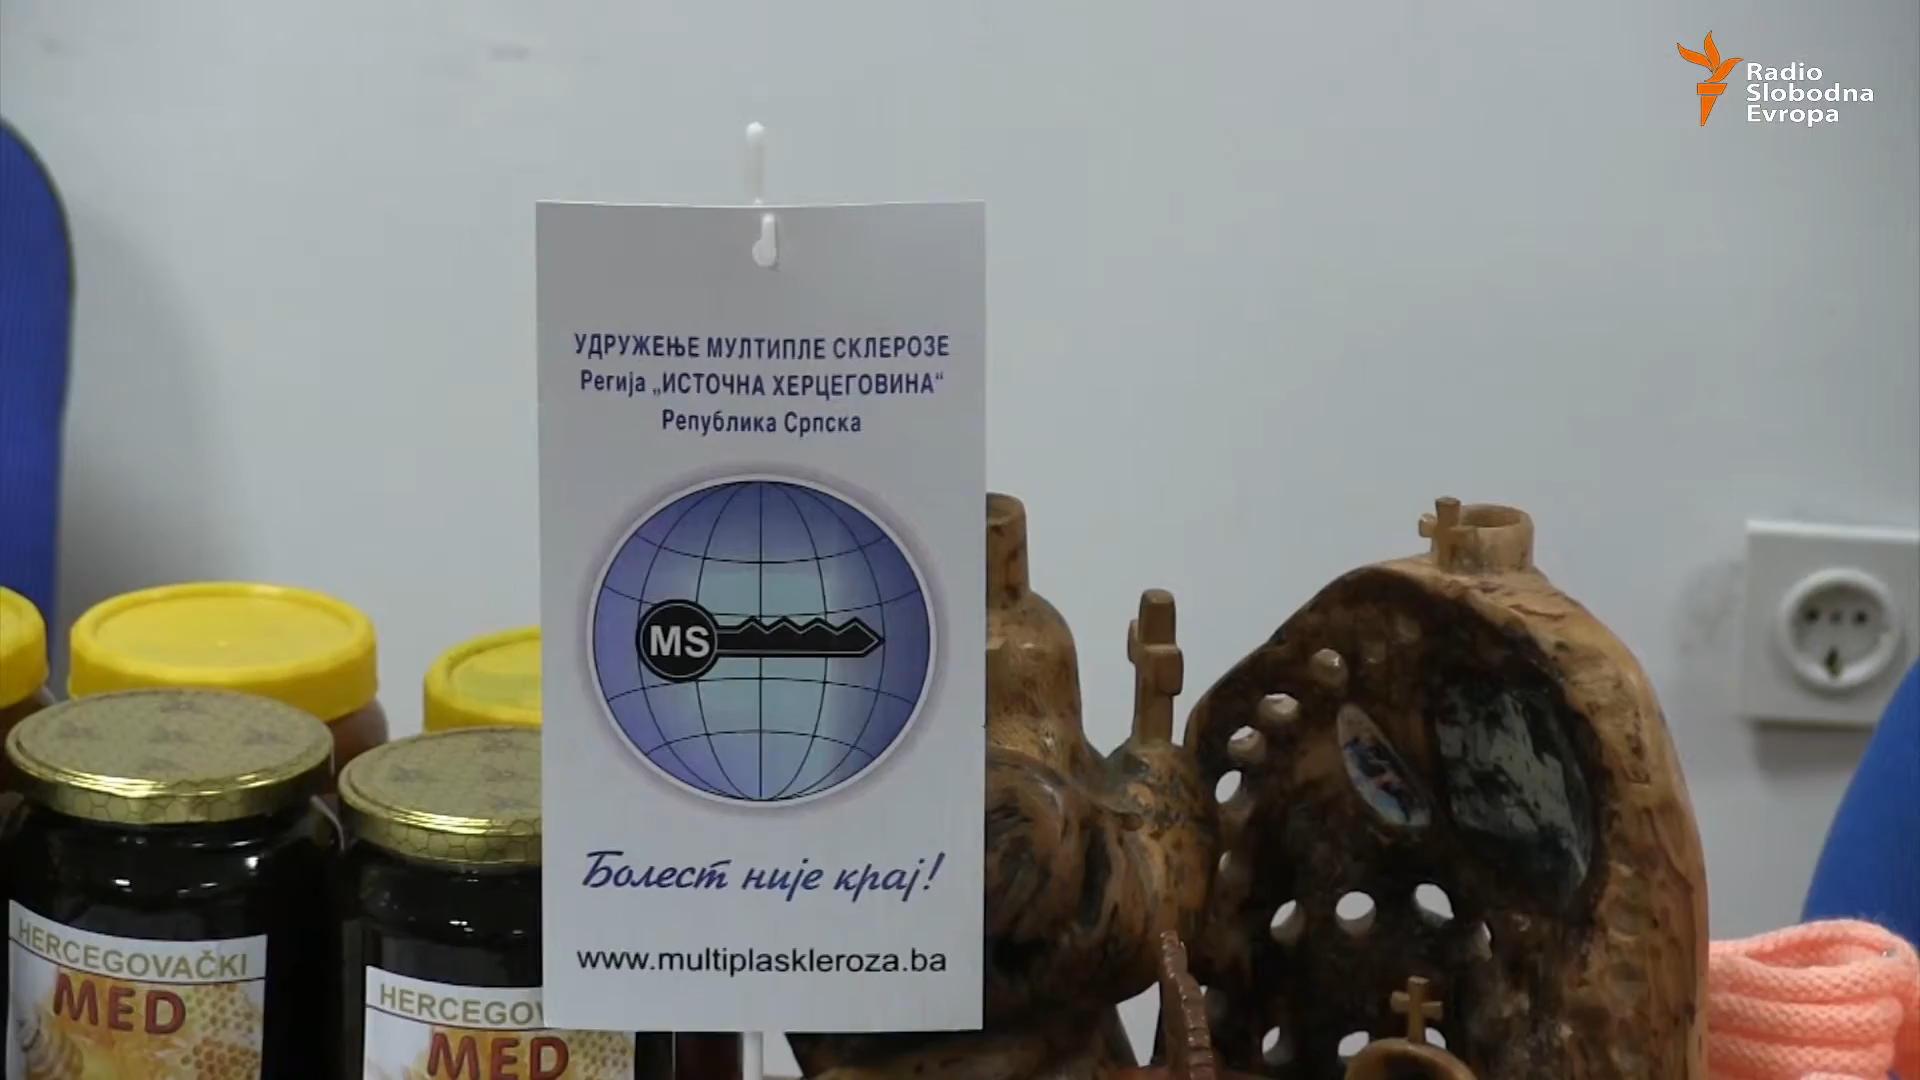 Radio
Slobodna
Evropa
УДРУЖЕЊЕ МУЛТИПЛЕ СКЛЕРОЗЕ
Регија „ИСТОЧНА ХЕРЦЕГОВИНА“
Република Српска
MS
Болест није крај!
www.multiplaskleroza.ba
HERCEGOVAČKI
MED
HERCEGOV
MED